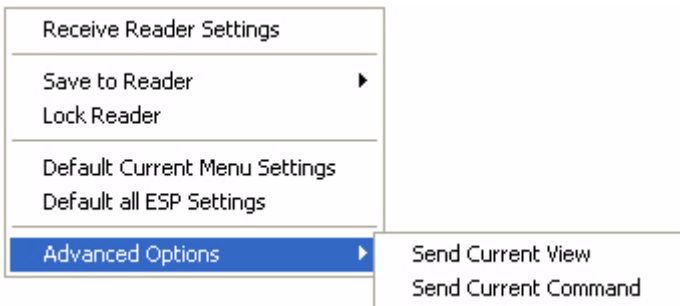 Receive Reader Settings
Save to Reader
Lock Reader
Default Current Menu Settings
Default all ESP Settings
Advanced Options
Send Current View
Send Current Command